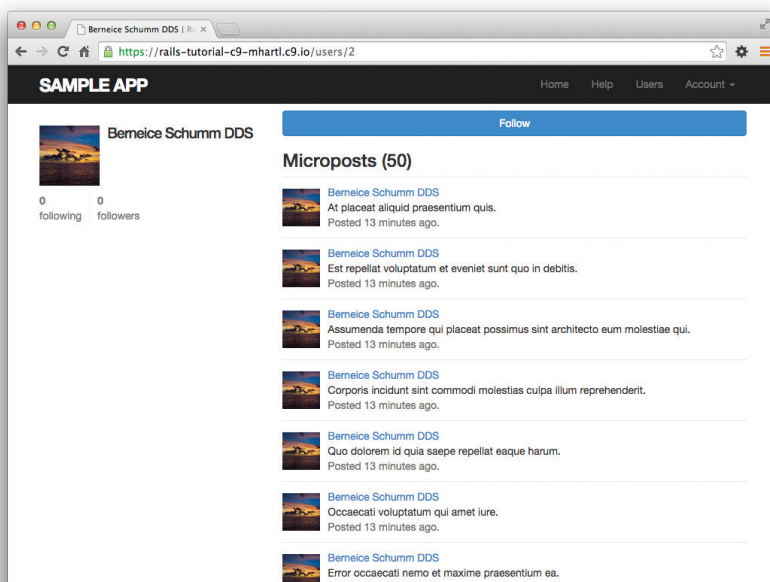 Berneice Schumm DDS | R
https://rails-tutorial-c9-mhartl.c9.io/users/2
SAMPLE APP
Home Help Users Account
Berneice Schumm DDS
0 0
following followers
Follow
Microposts (50)
Berneice Schumm DDS
At placeat aliquid praesentium quis.
Posted 13 minutes ago.
Berneice Schumm DDS
Est repellat voluptatum et eveniet sunt quo in debitis.
Posted 13 minutes ago.
Berneice Schumm DDS
Assumenda tempore qui placeat possimus sint architecto eum molestiae qui.
Posted 13 minutes ago.
Berneice Schumm DDS
Corporis incidunt sint commodi molestias culpa illum reprehenderit.
Posted 13 minutes ago.
Berneice Schumm DDS
Quo dolorem id quia saepe repellat eaque harum.
Posted 13 minutes ago.
Berneice Schumm DDS
Occaecati voluptatum qui amet iure.
Posted 13 minutes ago.
Berneice Schumm DDS
Error occaecati nemo et maxime praesentium ea.